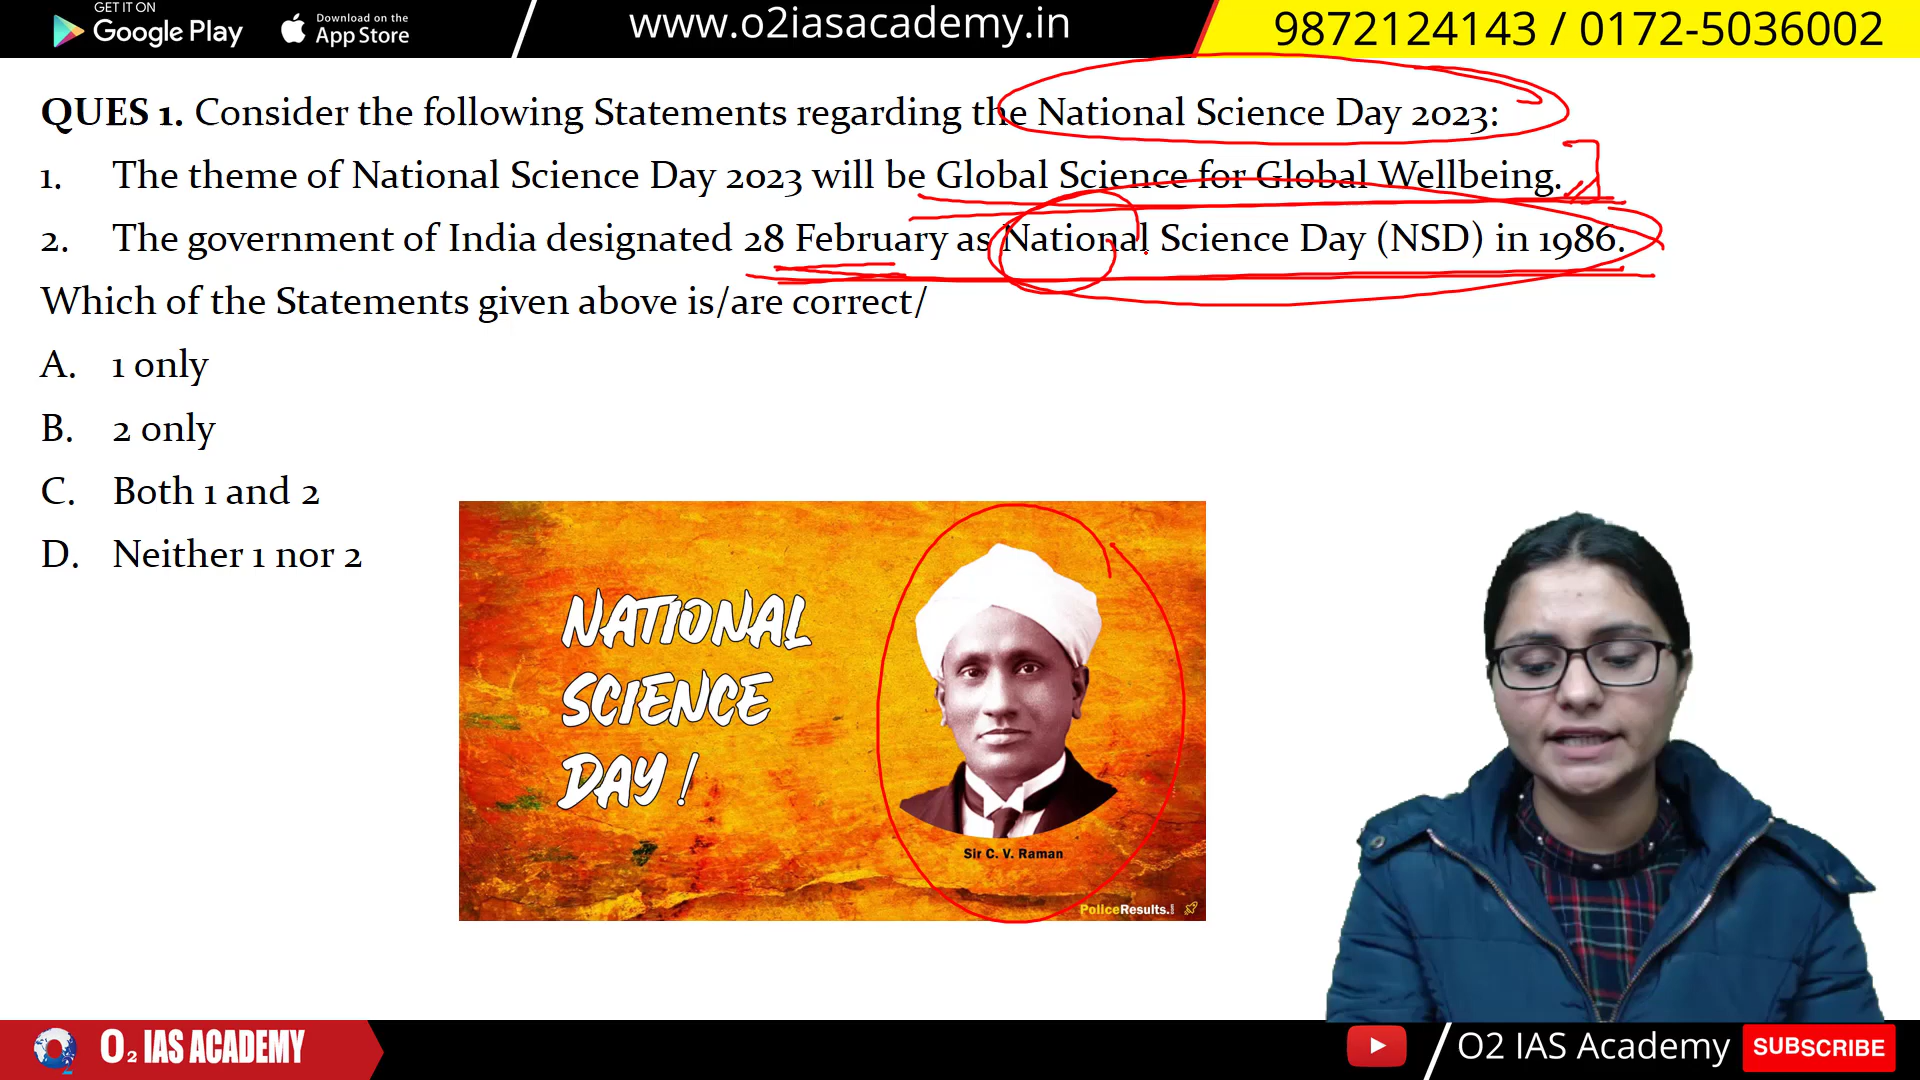 GET IT ON
Google Play
Download on the
App Store
www.o2iasacademy.in
9872124143 / 0172-5036002
QUES 1. Consider the following Statements regarding the National Science Day 2023:
1. The theme of National Science Day 2023 will be Global Science for Global Wellbeing.
2. The government of India designated 28 February as National Science Day (NSD) in 1986.
Which of the Statements given above is/are correct/
A. 1 only
B. 2 only
C. Both 1 and 2
D. Neither 1 nor 2
NATIONAL
SCIENCE
DAY!
Sir C. V. Raman
PoliceResults.
O2 IAS ACADEMY
O2 IAS Academy
SUBSCRIBE